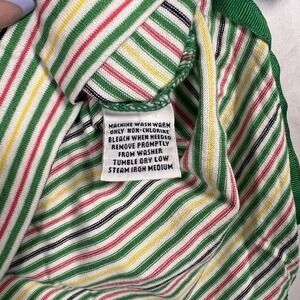 MACHINE WASH WARM
ONLY NON-CHLORINE
BLEACH WHEN NEEDED
REMOVE PROMPTLY
FROM WASHER
TUMBLE DRY LOW
STEAM IRON MEDIUM